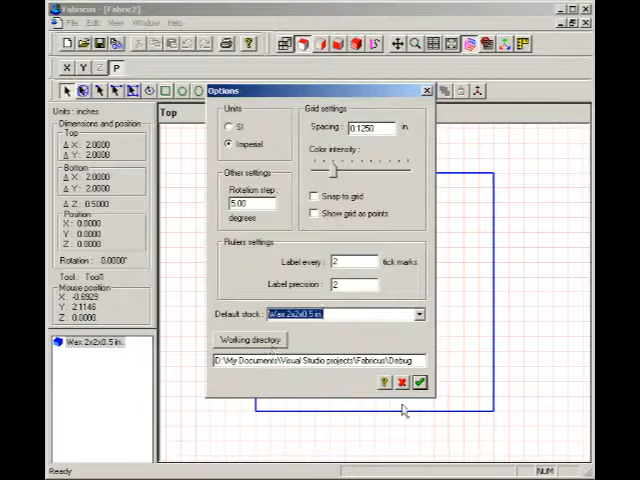 Fabricus - [Fabric2]
File Edit View Window Help
X Y Z P
Units : inches
Dimensions and position
Top
Δ X: 2.0000
Δ Y: 2.0000
Bottom
Δ X: 2.0000
Δ Y: 2.0000
Δ Z: 0.5000
Position
X: 0.0000
Y: 0.0000
Z: 0.0000
Rotation : 0.0000°
Tool : Tool1
Mouse position
X: -0.6929
Y: 2.1146
Z: 0.0000
Wax 2x2x0.5 in.
Top
Options
Units
SI
Imperial
Other settings
Rotation step :
5.00
degrees
Grid settings
Spacing : 0.1250 in.
Color intensity :
Snap to grid
Show grid as points
Rulers settings
Label every : 2 tick marks
Label precision : 2
Default stock : Wax 2x2x0.5 in.
Working directory
D:\My Documents\Visual Studio projects\Fabricus\Debug
Ready
NUM